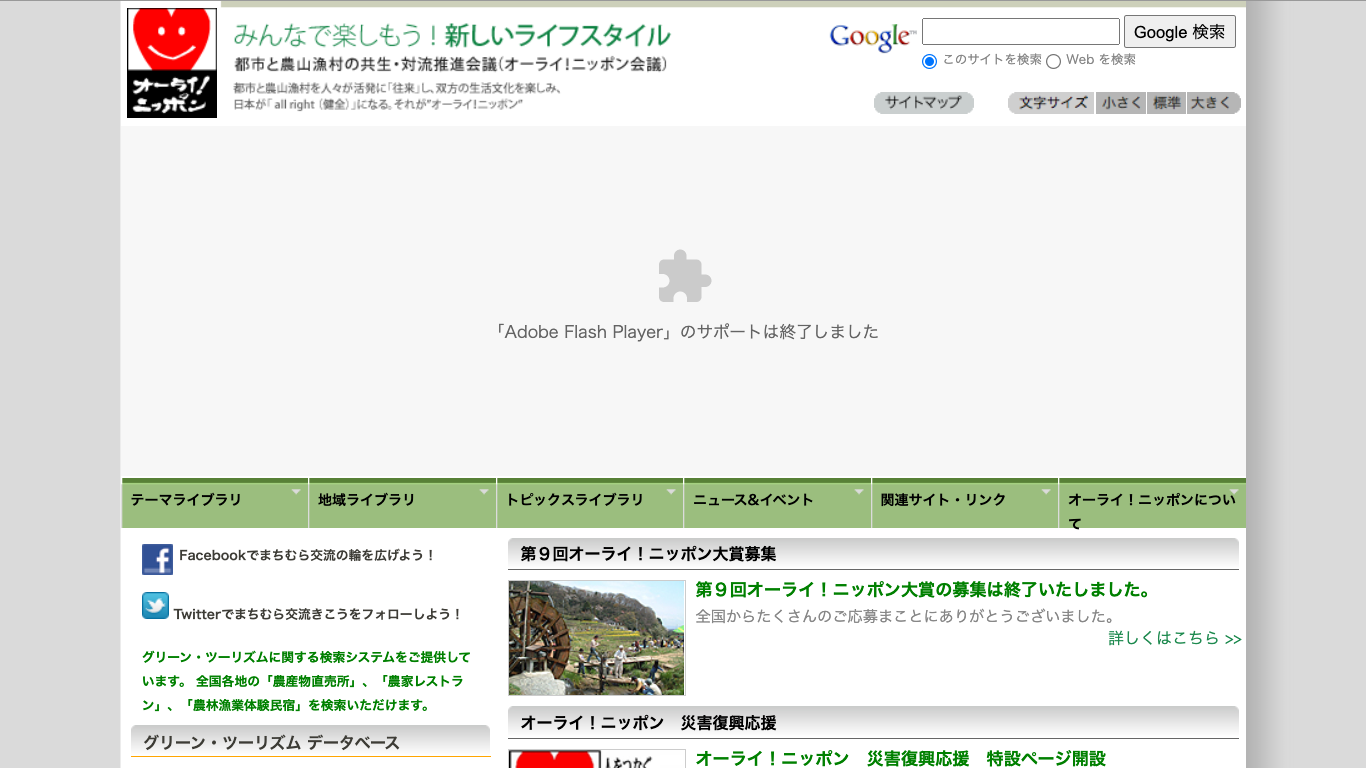 オーライ!
ニッポン
みんなで楽しもう!新しいライフスタイル
都市と農山漁村の共生・対流推進会議(オーライ!ニッポン会議)
都市と農山漁村を人々が活発に「往来」し、双方の生活文化を楽しみ、
日本が「 all right (健全)」になる。それが"オーライ!ニッポン"
Google™
Google 検索
このサイトを検索 Web を検索
サイトマップ
文字サイズ 小さく 標準 大きく
「Adobe Flash Player」のサポートは終了しました
テーマライブラリ
地域ライブラリ
トピックスライブラリ
ニュース&イベント
関連サイト・リンク
オーライ!ニッポンについ
て
Facebookでまちむら交流の輪を広げよう!
Twitterでまちむら交流きこうをフォローしよう!
グリーン・ツーリズムに関する検索システムをご提供して
います。 全国各地の「農産物直売所」、「農家レストラ
ン」、「農林漁業体験民宿」を検索いただけます。
グリーン・ツーリズム データベース
第９回オーライ!ニッポン大賞募集
第９回オーライ!ニッポン大賞の募集は終了いたしました。
全国からたくさんのご応募まことにありがとうございました。
詳しくはこちら >>
オーライ!ニッポン　災害復興応援
人をつなぐ
オーライ!ニッポン　災害復興応援　特設ページ開設